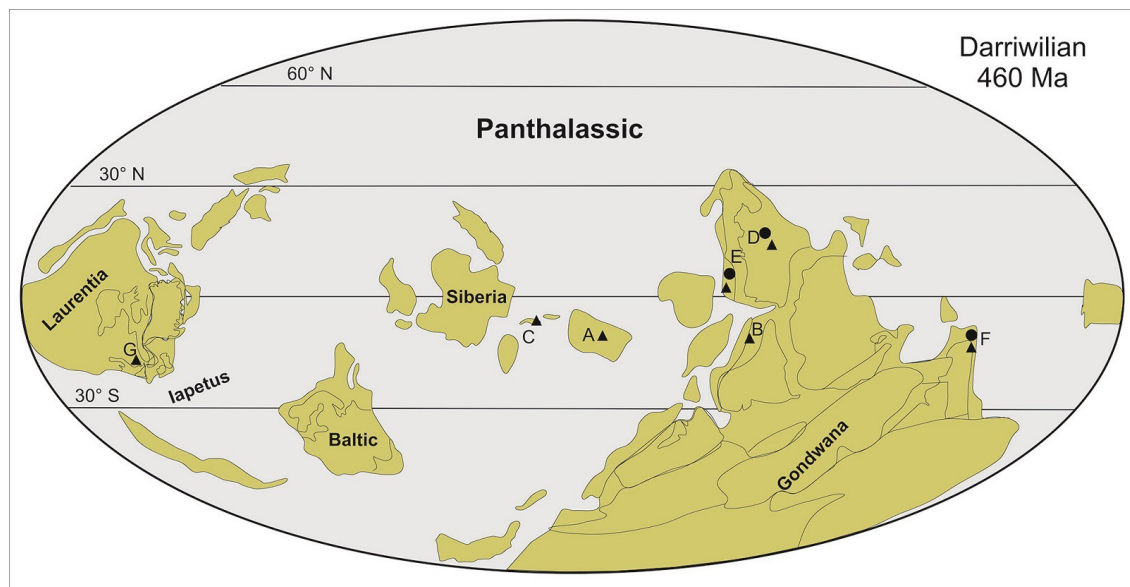 Darriwilian
460 Ma
60° N
Panthalassic
30° N
D
E
Laurentia
Siberia
C
A
B
F
G
Iapetus
30° S
Baltic
Gondwana